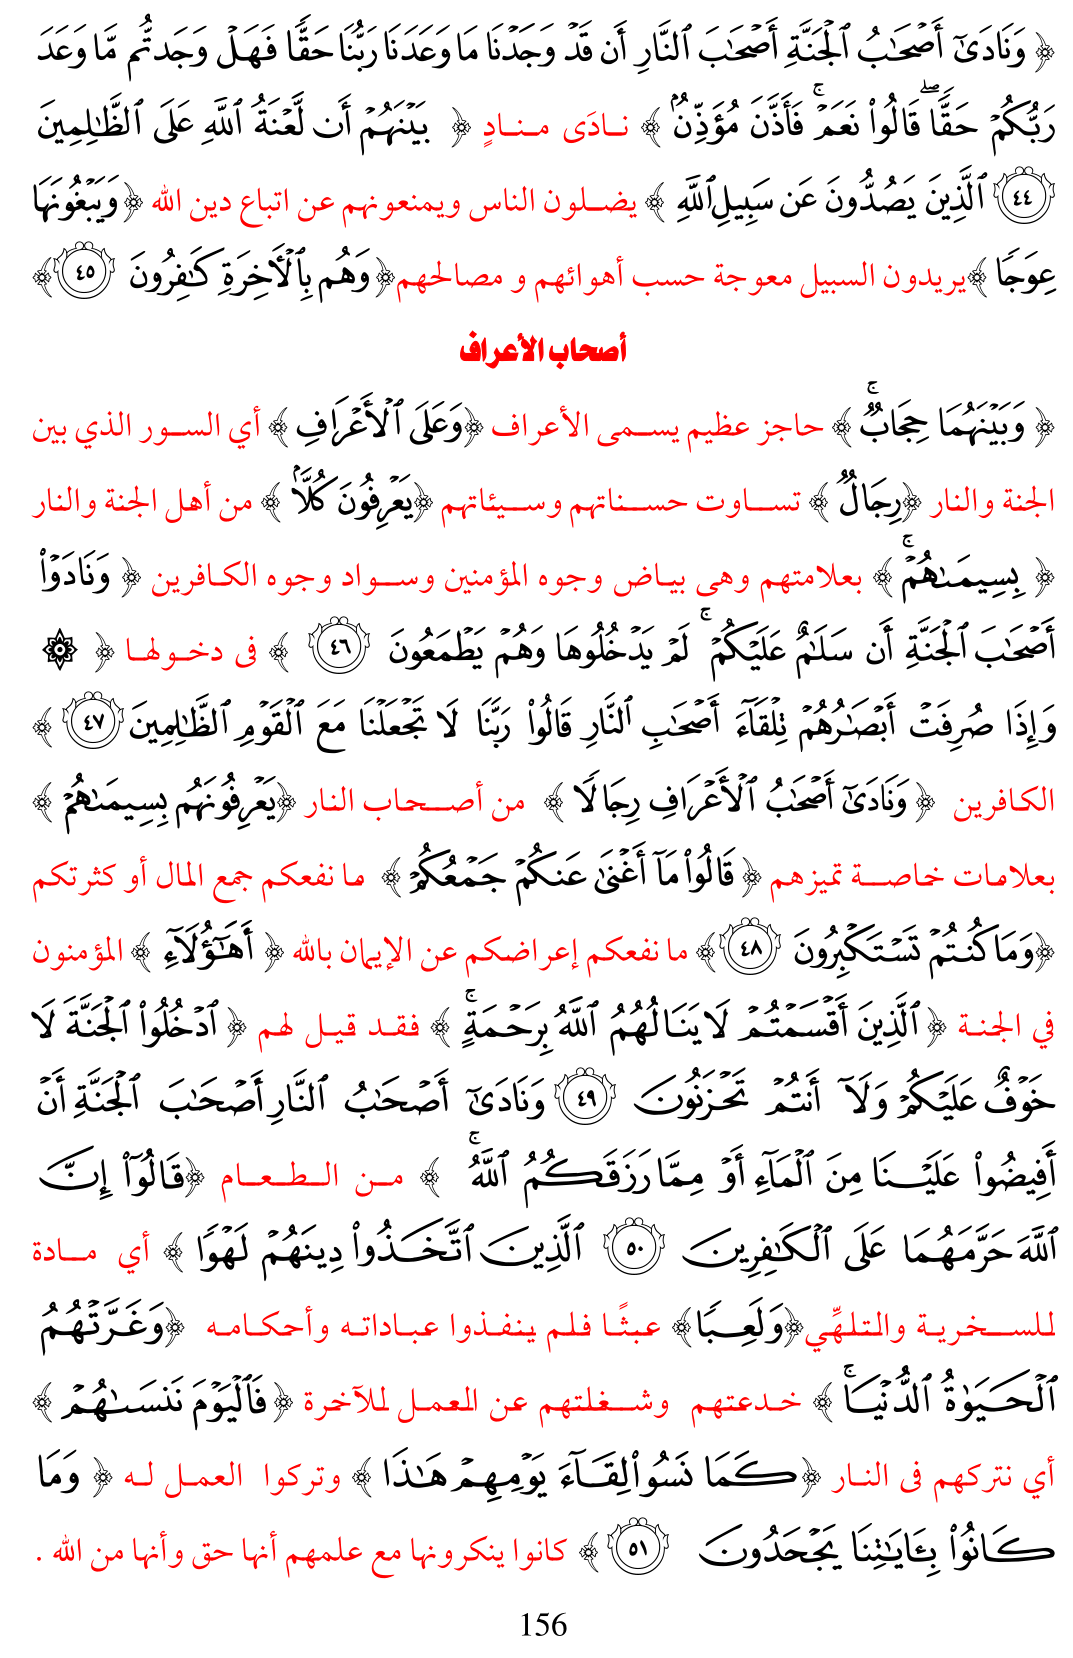 ﴿ وَنَادَىٰٓ أَصْحَٰبُ ٱلْجَنَّةِ أَصْحَٰبَ ٱلنَّارِ أَن قَدْ وَجَدْنَا مَا وَعَدَنَا رَبُّنَا حَقًّا فَهَلْ وَجَدتُّم مَّا وَعَدَ
رَبُّكُمْ حَقًّا ۖ قَالُوا۟ نَعَمْ ۚ فَأَذَّنَ مُؤَذِّنٌۢ ﴾ نادَى منادٍ ﴿ بَيْنَهُمْ أَن لَّعْنَةُ ٱللَّهِ عَلَى ٱلظَّٰلِمِينَ
٤٤ ٱلَّذِينَ يَصُدُّونَ عَن سَبِيلِ ٱللَّهِ ﴾ يضلون الناس ويمنعونهم عن اتباع دين الله ﴿وَيَبْغُونَهَا
عِوَجًا ﴾يريدون السبيل معوجة حسب أهوائهم و مصالحهم﴿وَهُم بِٱلْءَاخِرَةِ كَٰفِرُونَ ٤٥ ﴾
أصحاب الأعراف
﴿ وَبَيْنَهُمَا حِجَابٌ ۚ ﴾ حاجز عظيم يسمى الأعراف ﴿وَعَلَى ٱلْأَعْرَافِ ﴾ أي السور الذي بين
الجنة والنار ﴿رِجَالٌ ﴾ تساوت حسناتهم وسيئاتهم ﴿يَعْرِفُونَ كُلًّۢا ﴾ من أهل الجنة والنار
﴿ بِسِيمَىٰهُمْ ۚ ﴾ بعلامتهم وهى بياض وجوه المؤمنين وسواد وجوه الكافرين ﴿ وَنَادَوْا۟
أَصْحَٰبَ ٱلْجَنَّةِ أَن سَلَٰمٌ عَلَيْكُمْ ۚ لَمْ يَدْخُلُوهَا وَهُمْ يَطْمَعُونَ ٤٦ ﴾ فى دخولها ﴿ ۞
وَإِذَا صُرِفَتْ أَبْصَٰرُهُمْ تِلْقَآءَ أَصْحَٰبِ ٱلنَّارِ قَالُوا۟ رَبَّنَا لَا تَجْعَلْنَا مَعَ ٱلْقَوْمِ ٱلظَّٰلِمِينَ ٤٧ ﴾
الكافرين ﴿ وَنَادَىٰٓ أَصْحَٰبُ ٱلْأَعْرَافِ رِجَالًا ﴾ من أصحاب النار ﴿يَعْرِفُونَهُم بِسِيمَىٰهُمْ ﴾
بعلامات خاصة تميزهم ﴿ قَالُوا۟ مَآ أَغْنَىٰ عَنكُمْ جَمْعُكُمْ ﴾ ما نفعكم جمع المال أو كثرتكم
﴿وَمَا كُنتُمْ تَسْتَكْبِرُونَ ٤٨ ﴾ ما نفعكم إعراضكم عن الإيمان بالله ﴿ أَهَٰٓؤُلَآءِ ﴾ المؤمنون
في الجنة ﴿ ٱلَّذِينَ أَقْسَمْتُمْ لَا يَنَالُهُمُ ٱللَّهُ بِرَحْمَةٍ ۚ ﴾ فقد قيل لهم ﴿ ٱدْخُلُوا۟ ٱلْجَنَّةَ لَا
خَوْفٌ عَلَيْكُمْ وَلَآ أَنتُمْ تَحْزَنُونَ ٤٩ وَنَادَىٰٓ أَصْحَٰبُ ٱلنَّارِ أَصْحَٰبَ ٱلْجَنَّةِ أَنْ
أَفِيضُوا۟ عَلَيْنَا مِنَ ٱلْمَآءِ أَوْ مِمَّا رَزَقَكُمُ ٱللَّهُ ۚ ﴾ من الطعام ﴿قَالُوٓا۟ إِنَّ
ٱللَّهَ حَرَّمَهُمَا عَلَى ٱلْكَٰفِرِينَ ٥٠ ٱلَّذِينَ ٱتَّخَذُوا۟ دِينَهُمْ لَهْوًا ﴾ أي مادة
للسخرية والتلهِّي﴿وَلَعِبًا﴾ عبثًا فلم ينفذوا عباداته وأحكامه ﴿وَغَرَّتْهُمُ
ٱلْحَيَوٰةُ ٱلدُّنْيَا ۚ ﴾ خدعتهم وشغلتهم عن العمل للآخرة ﴿ فَٱلْيَوْمَ نَنسَىٰهُمْ ﴾
أي نتركهم فى النار ﴿ كَمَا نَسُوا۟ لِقَآءَ يَوْمِهِمْ هَٰذَا ﴾ وتركوا العمل له ﴿ وَمَا
كَانُوا۟ بِـَٔايَٰتِنَا يَجْحَدُونَ ٥١ ﴾ كانوا ينكرونها مع علمهم أنها حق وأنها من الله .
156